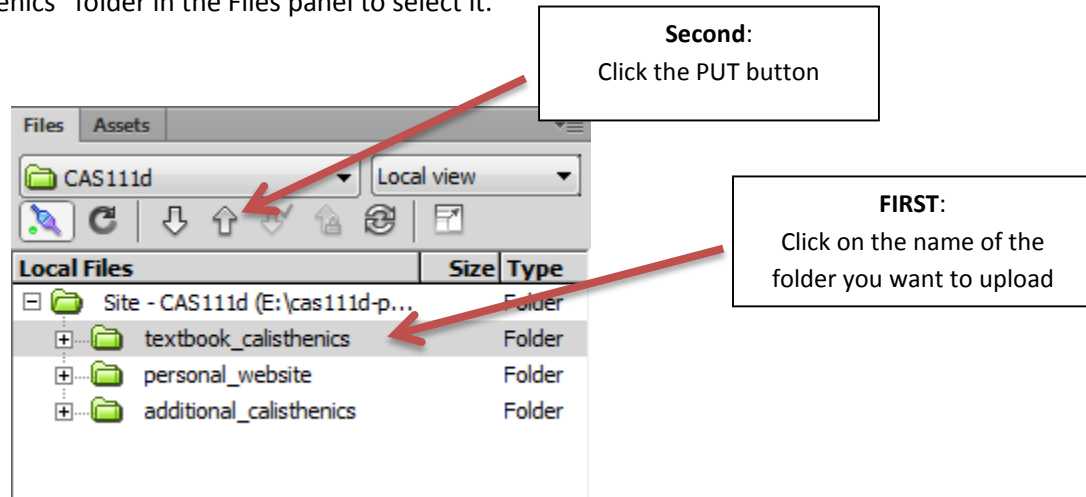 folder in the Files panel to select it.
Second:
Click the PUT button
Files Assets
CAS111d Local view
FIRST:
Click on the name of the
folder you want to upload
Local Files Size Type
Site - CAS111d (E:\cas111d-p... Folder
textbook_calisthenics Folder
personal_website Folder
additional_calisthenics Folder